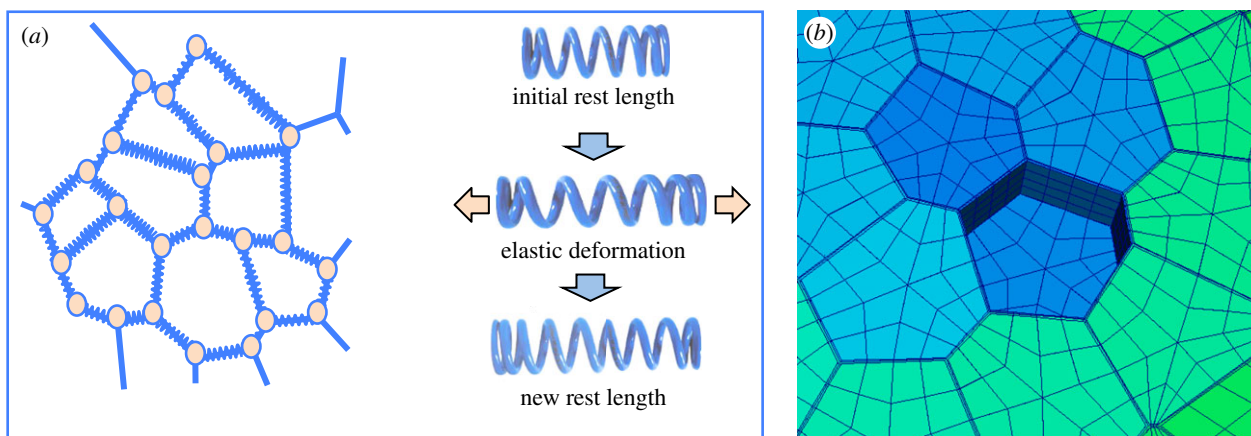 (a)
initial rest length
elastic deformation
new rest length
(b)